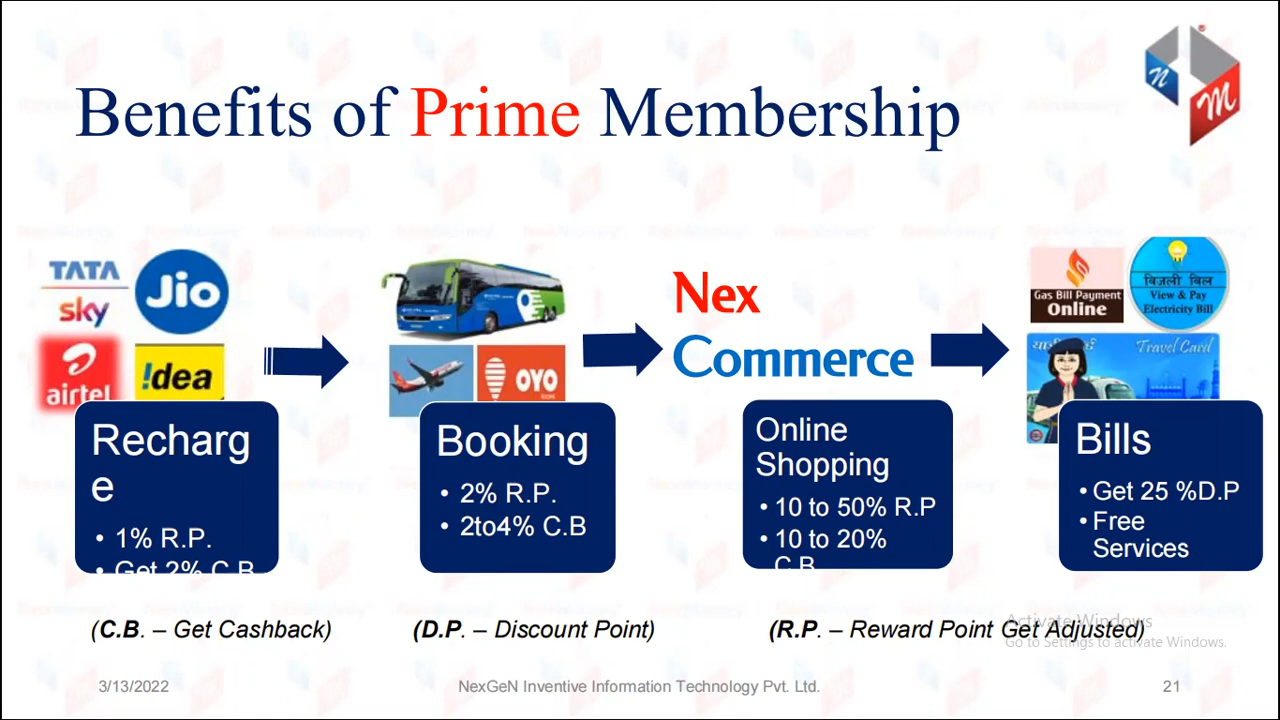 Benefits of Prime Membership
n
m
TATA
sky
Jio
airtel
!dea
OYO
Nex
Commerce
Gas Bill Payment
Online
बिजली बिल
View & Pay
Electricity Bill
Travel Card
Recharg
e
• 1% R.P.
• Get 2% C.B
Booking
• 2% R.P.
• 2to4% C.B
Online
Shopping
• 10 to 50% R.P
• 10 to 20%
C.B
Bills
• Get 25 %D.P
• Free
Services
(C.B. – Get Cashback)
(D.P. – Discount Point)
(R.P. – Reward Point Get Adjusted)
Activate Windows
Go to Settings to activate Windows.
3/13/2022
NexGeN Inventive Information Technology Pvt. Ltd.
21